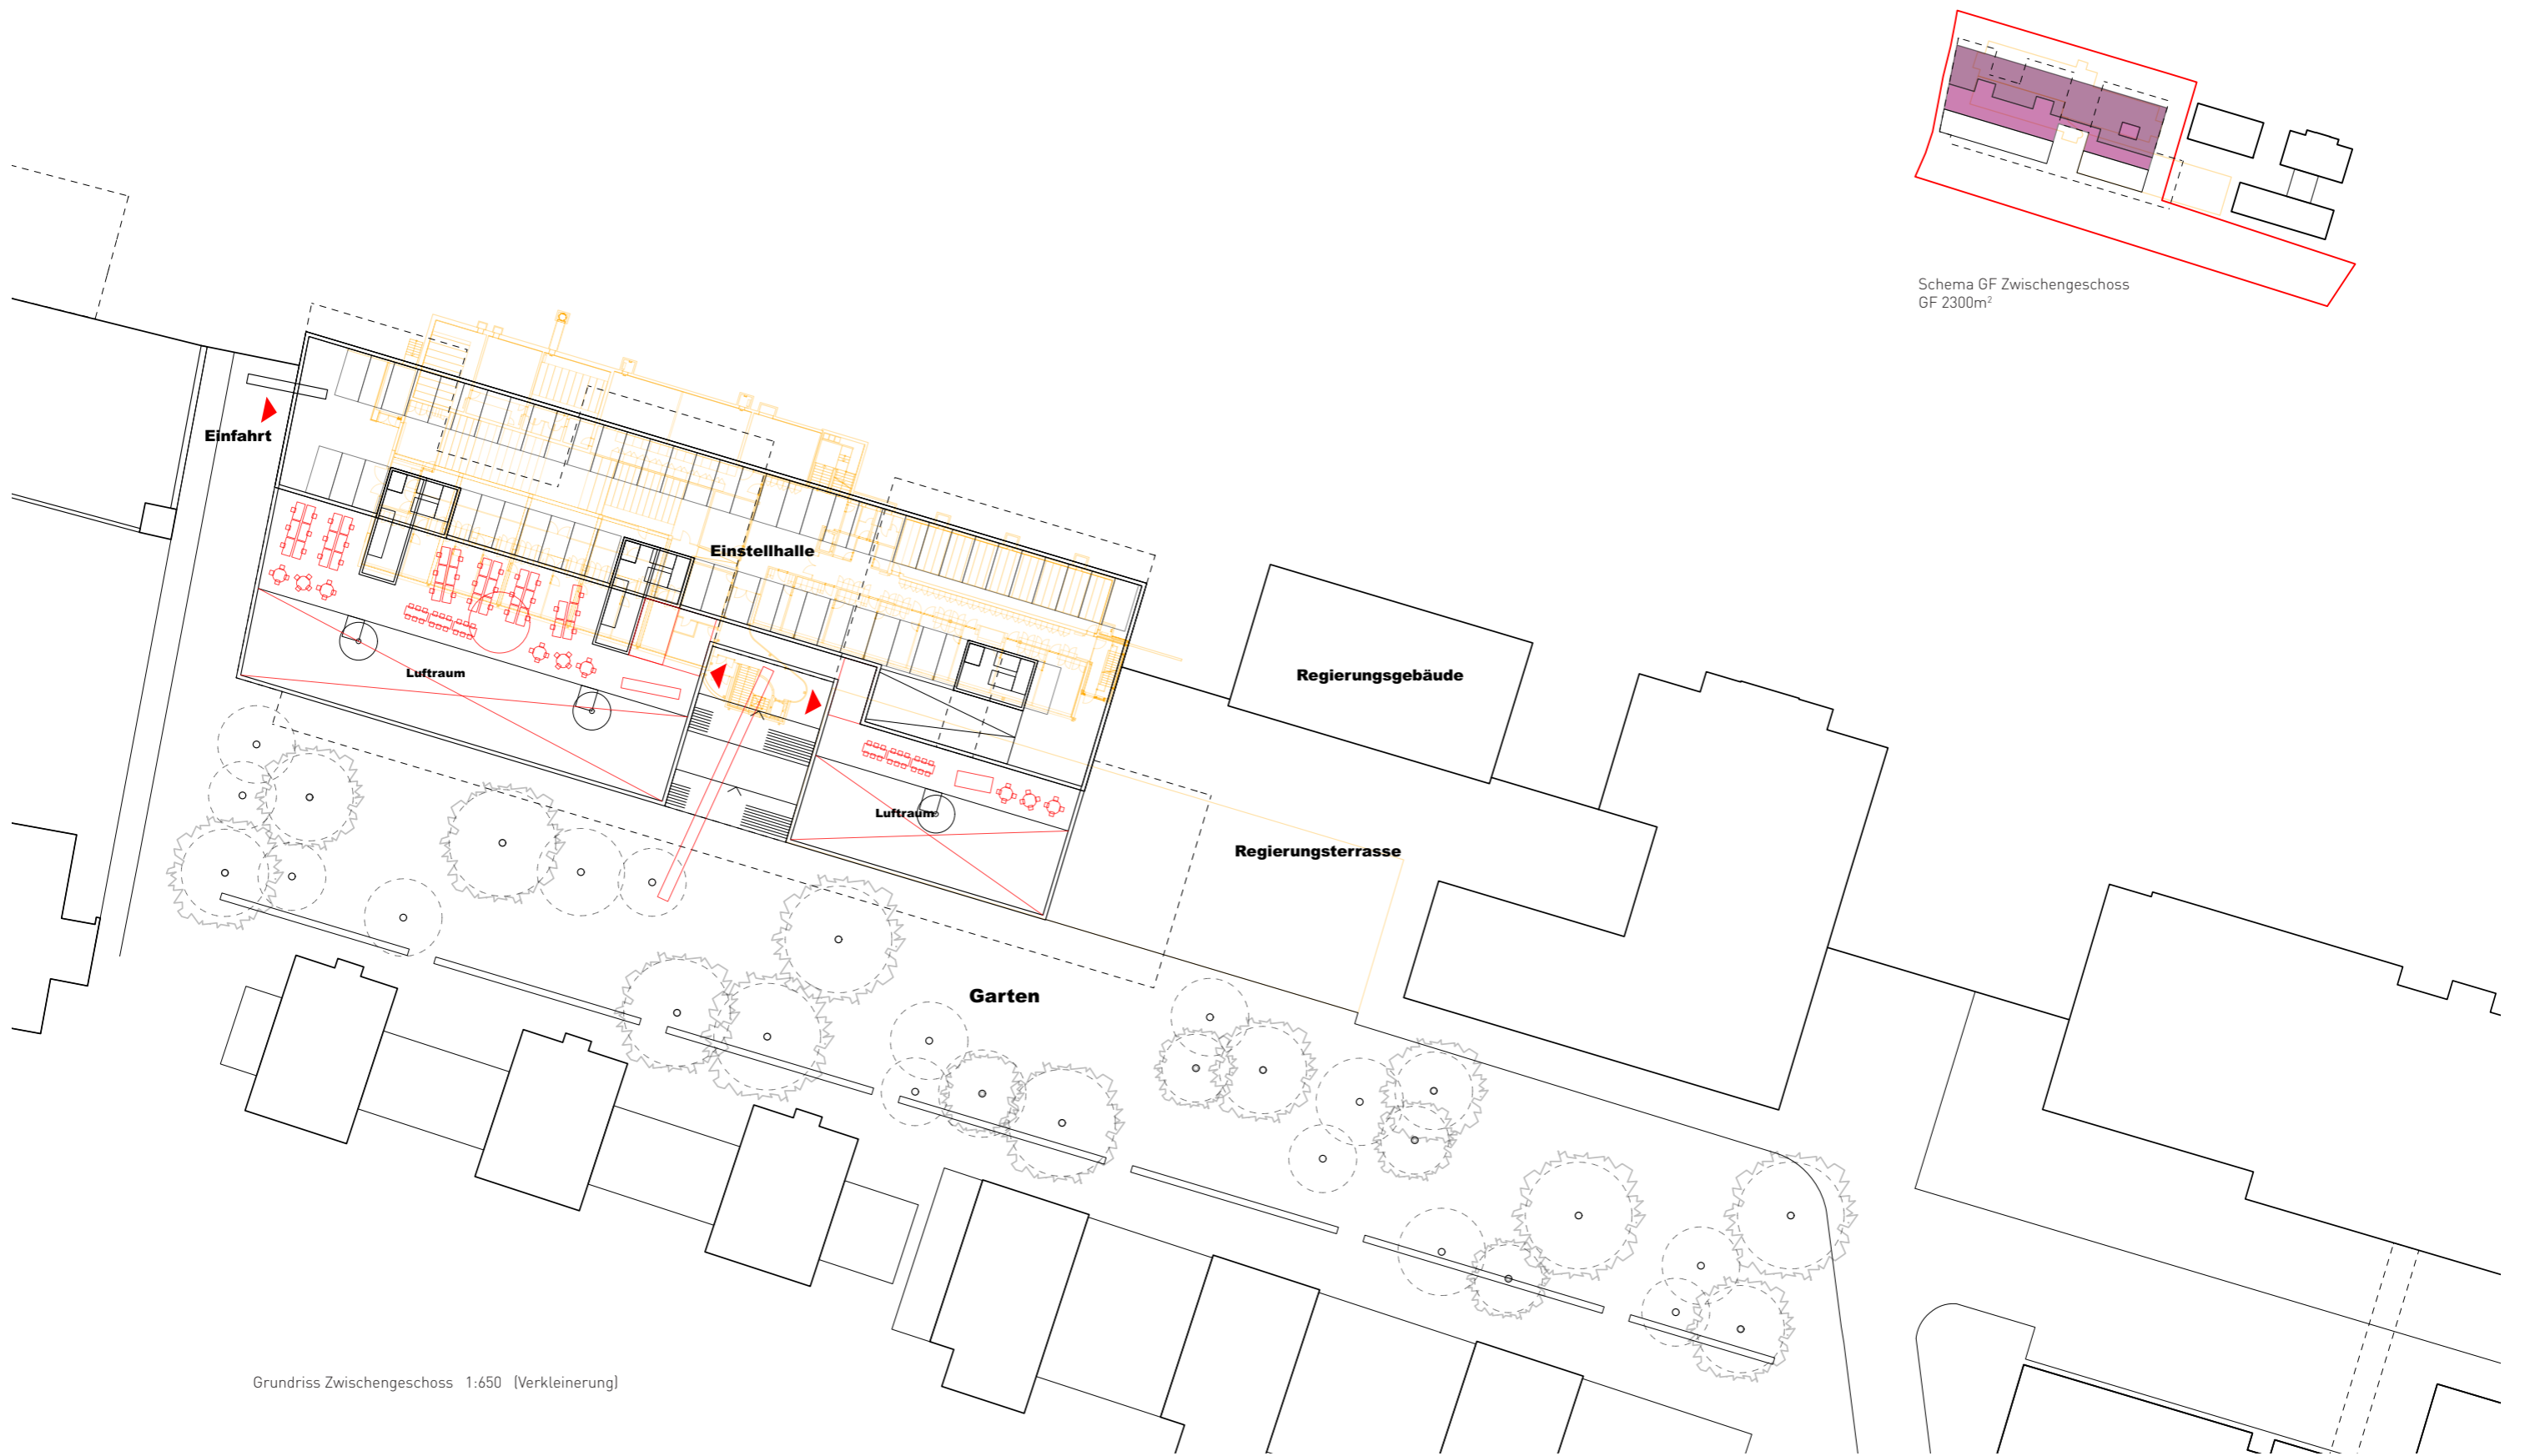 Schema GF Zwischengeschoss
GF 2300m²
Einfahrt
Einstellhalle
Luftraum
Regierungsgebäude
Luftraum
Regierungsterrasse
Garten
Grundriss Zwischengeschoss 1:650 (Verkleinerung)